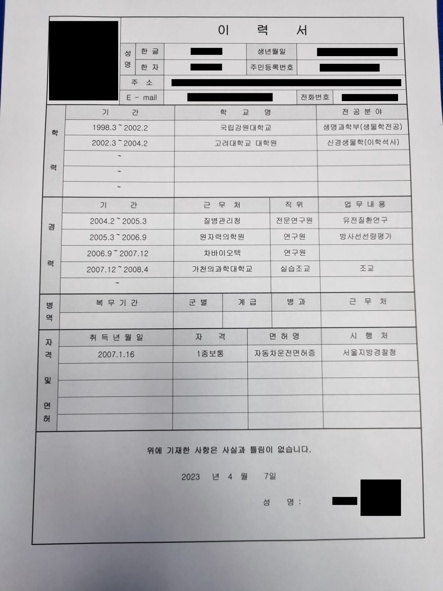 이 력 서
성 명
한 글
생년월일
한 자
주민등록번호
주 소
E - mail
전화번호
학 력
기 간 학 교 명 전 공 분 야
1998.3 ~ 2002.2 국립강원대학교 생명과학부(생물학전공)
2002.3 ~ 2004.2 고려대학교 대학원 신경생물학(이학석사)
~
~
~
경 력
기 간 근 무 처 직 위 업 무 내 용
2004.2 ~ 2005.3 질병관리청 전문연구원 유전질환연구
2005.3 ~ 2006.9 원자력의학원 연구원 방사선선량평가
2006.9 ~ 2007.12 차바이오텍 연구원
2007.12 ~ 2008.4 가천의과학대학교 실습조교 조교
~
병 역
복 무 기 간 군 별 계 급 병 과 근 무 처
자 격 및 면 허
취 득 년 월 일 자 격 면 허 명 시 행 처
2007.1.16 1종보통 자동차운전면허증 서울지방경찰청
위에 기재한 사항은 사실과 틀림이 없습니다.
2023 년 4 월 7일
성 명 :